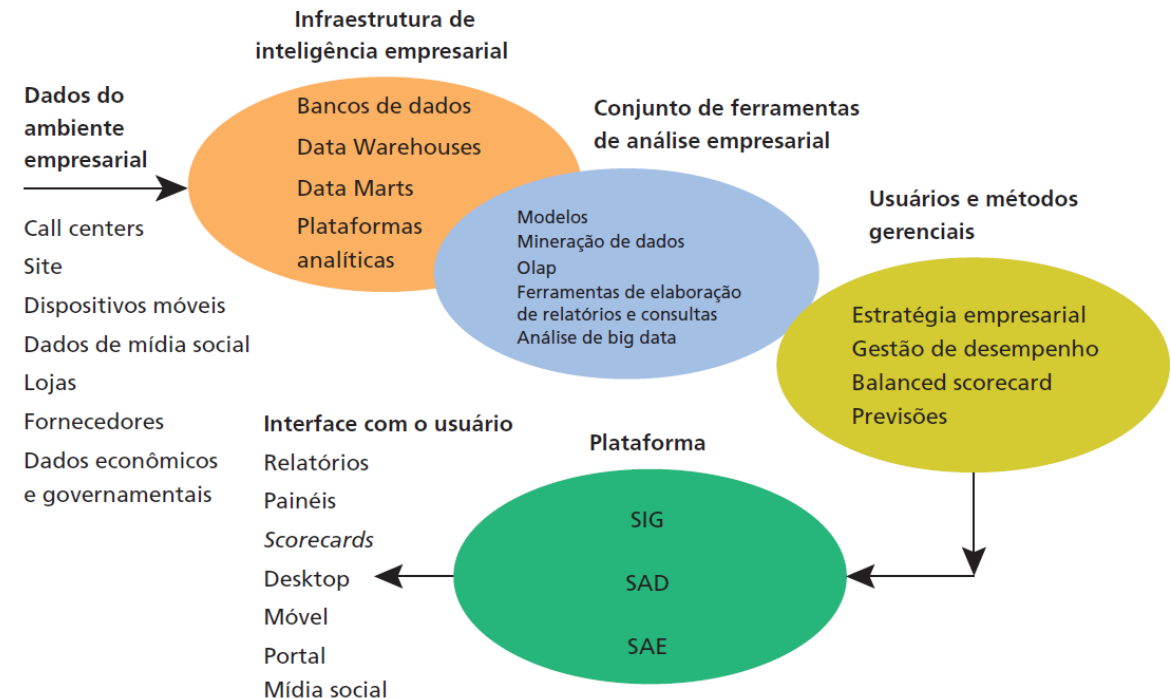 Infraestrutura de
inteligência empresarial
Dados do
ambiente
empresarial
Call centers
Site
Dispositivos móveis
Dados de mídia social
Lojas
Fornecedores
Dados econômicos
e governamentais
Bancos de dados
Data Warehouses
Data Marts
Plataformas
analíticas
Conjunto de ferramentas
de análise empresarial
Modelos
Mineração de dados
Olap
Ferramentas de elaboração
de relatórios e consultas
Análise de big data
Usuários e métodos
gerenciais
Estratégia empresarial
Gestão de desempenho
Balanced scorecard
Previsões
Plataforma
SIG
SAD
SAE
Interface com o usuário
Relatórios
Painéis
Scorecards
Desktop
Móvel
Portal
Mídia social